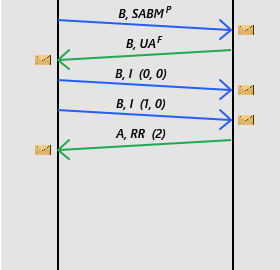 B, SABM P
B, UA F
B, I (0, 0)
B, I (1, 0)
A, RR (2)